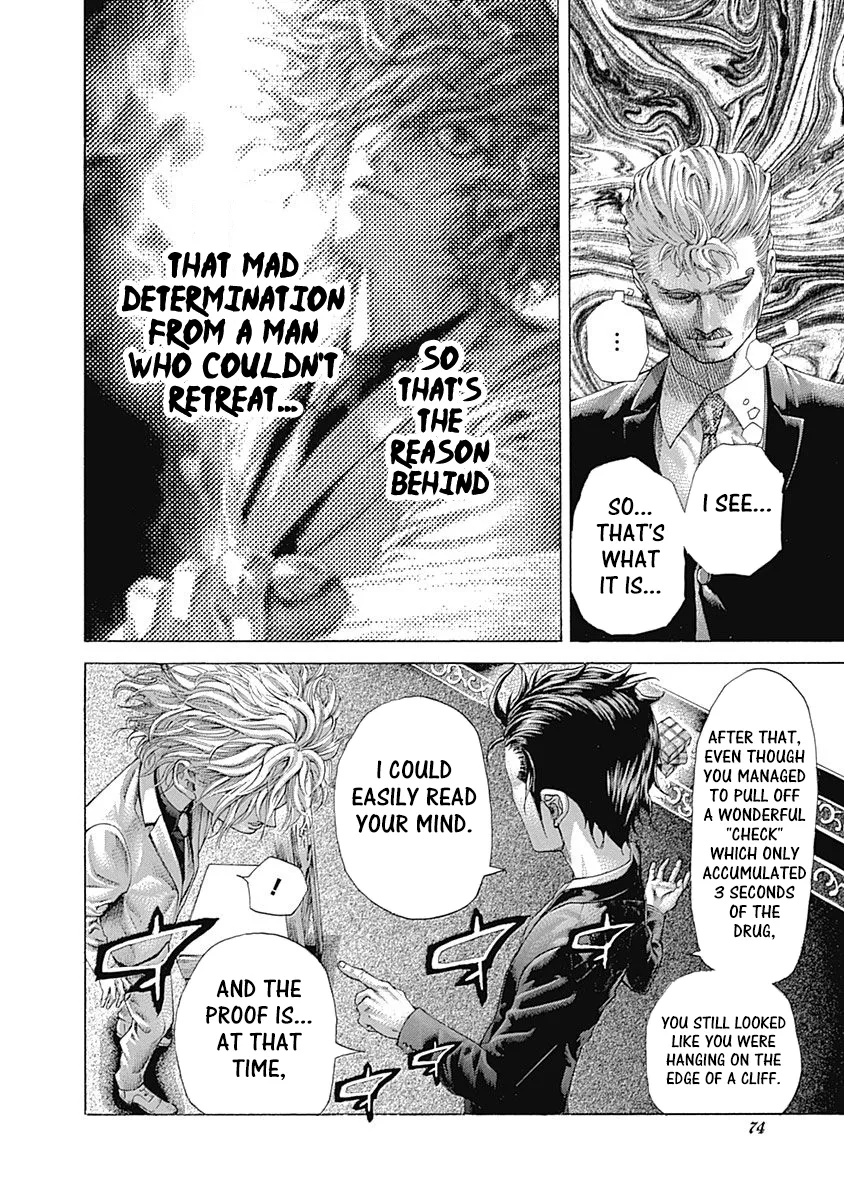 ...
I SEE...
SO...
THAT'S
WHAT
IT IS...
SO
THAT'S
THE
REASON
BEHIND
THAT MAD
DETERMINATION
FROM A MAN
WHO COULDN'T
RETREAT...
AFTER THAT,
EVEN THOUGH
YOU MANAGED
TO PULL OFF
A WONDERFUL
"CHECK"
WHICH ONLY
ACCUMULATED
3 SECONDS
OF THE
DRUG,
YOU STILL LOOKED
LIKE YOU WERE
HANGING ON THE
EDGE OF A CLIFF.
I COULD
EASILY READ
YOUR MIND.
!
AND THE
PROOF IS...
AT THAT
TIME,
74